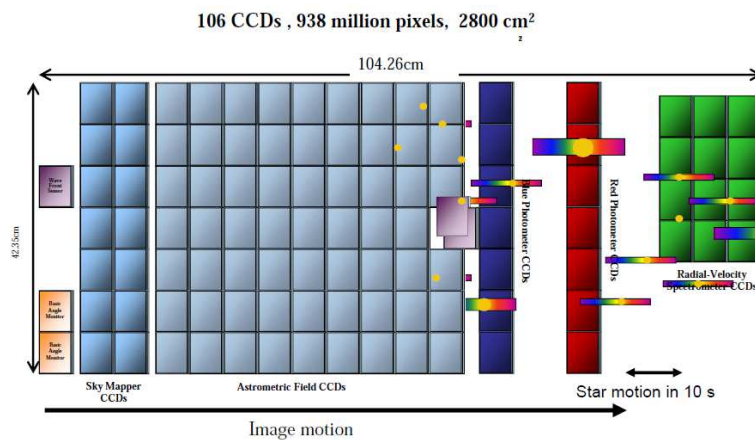 106 CCDs , 938 million pixels, 2800 cm²
2
104.26cm
42.35cm
Wave
Front
Sensor
Basic
Angle
Monitor
Basic
Angle
Monitor
Blue Photometer CCDs
Red Photometer CCDs
Radial-Velocity
Spectrometer CCDs
Sky Mapper
CCDs
Astrometric Field CCDs
Star motion in 10 s
Image motion